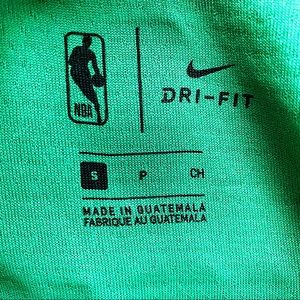 NBA
DRI-FIT
S P CH
MADE IN GUATEMALA
FABRIQUE AU GUATEMALA